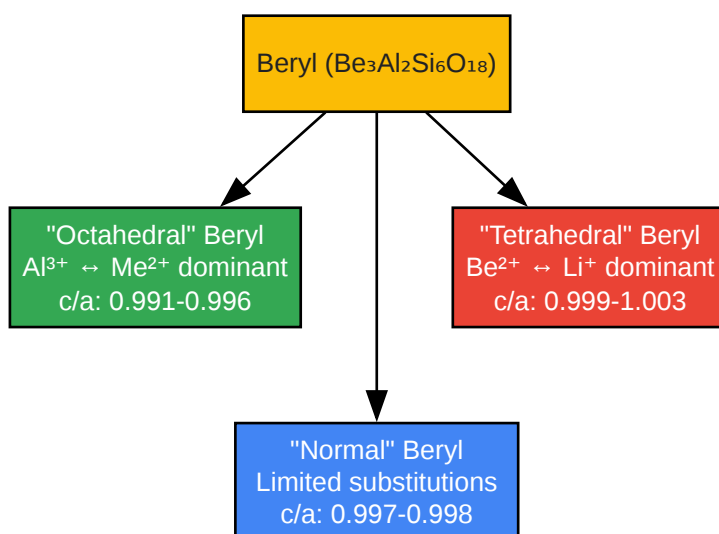 Beryl (Be₃Al₂Si₆O₁₈)
"Octahedral" Beryl
Al³⁺ ↔ Me²⁺ dominant
c/a: 0.991-0.996
"Tetrahedral" Beryl
Be²⁺ ↔ Li⁺ dominant
c/a: 0.999-1.003
"Normal" Beryl
Limited substitutions
c/a: 0.997-0.998